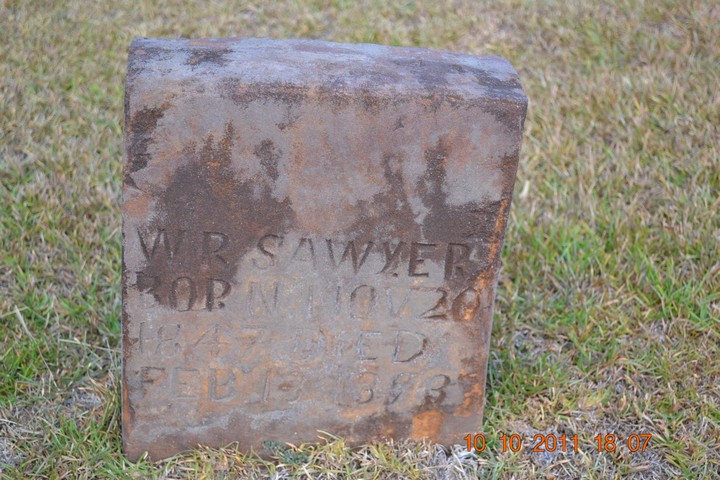 W R SAWYER
BORN NOV 20
1847 DIED
FEB 13
10 10 2011 18:07